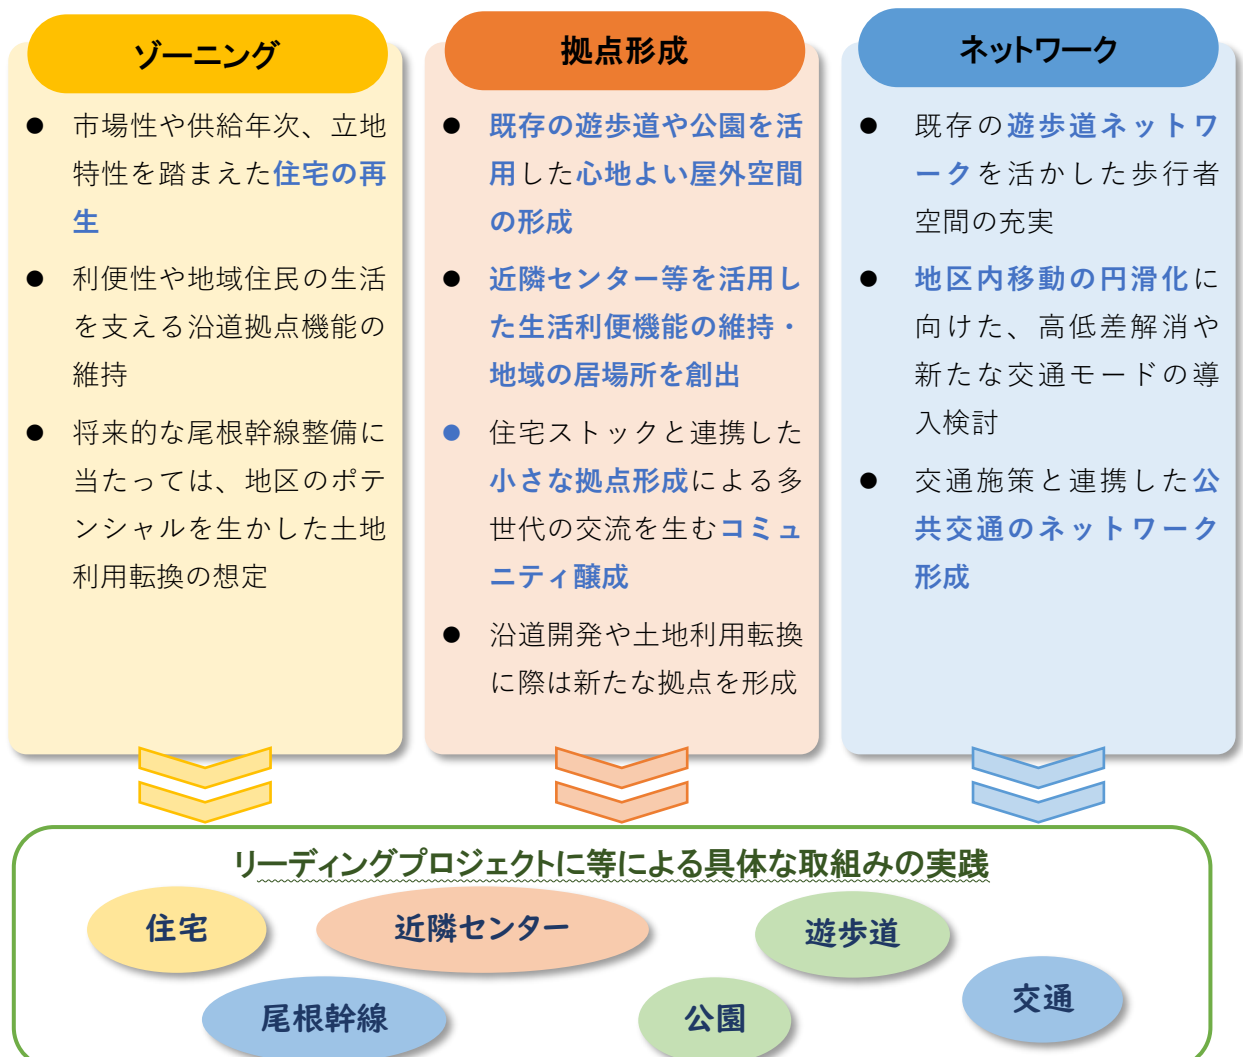 ゾーニング
● 市場性や供給年次、立地
特性を踏まえた住宅の再
生
● 利便性や地域住民の生活
を支える沿道拠点機能の
維持
● 将来的な尾根幹線整備に
当たっては、地区のポテ
ンシャルを生かした土地
利用転換の想定
拠点形成
● 既存の遊歩道や公園を活
用した心地よい屋外空間
の形成
● 近隣センター等を活用し
た生活利便機能の維持・
地域の居場所を創出
● 住宅ストックと連携した
小さな拠点形成による多
世代の交流を生むコミュ
ニティ醸成
● 沿道開発や土地利用転換
に際は新たな拠点を形成
ネットワーク
● 既存の遊歩道ネットワ
ークを活かした歩行者
空間の充実
● 地区内移動の円滑化に
向けた、高低差解消や
新たな交通モードの導
入検討
● 交通施策と連携した公
共交通のネットワーク
形成
リーディングプロジェクトに等による具体な取組みの実践
住宅
近隣センター
遊歩道
尾根幹線
公園
交通